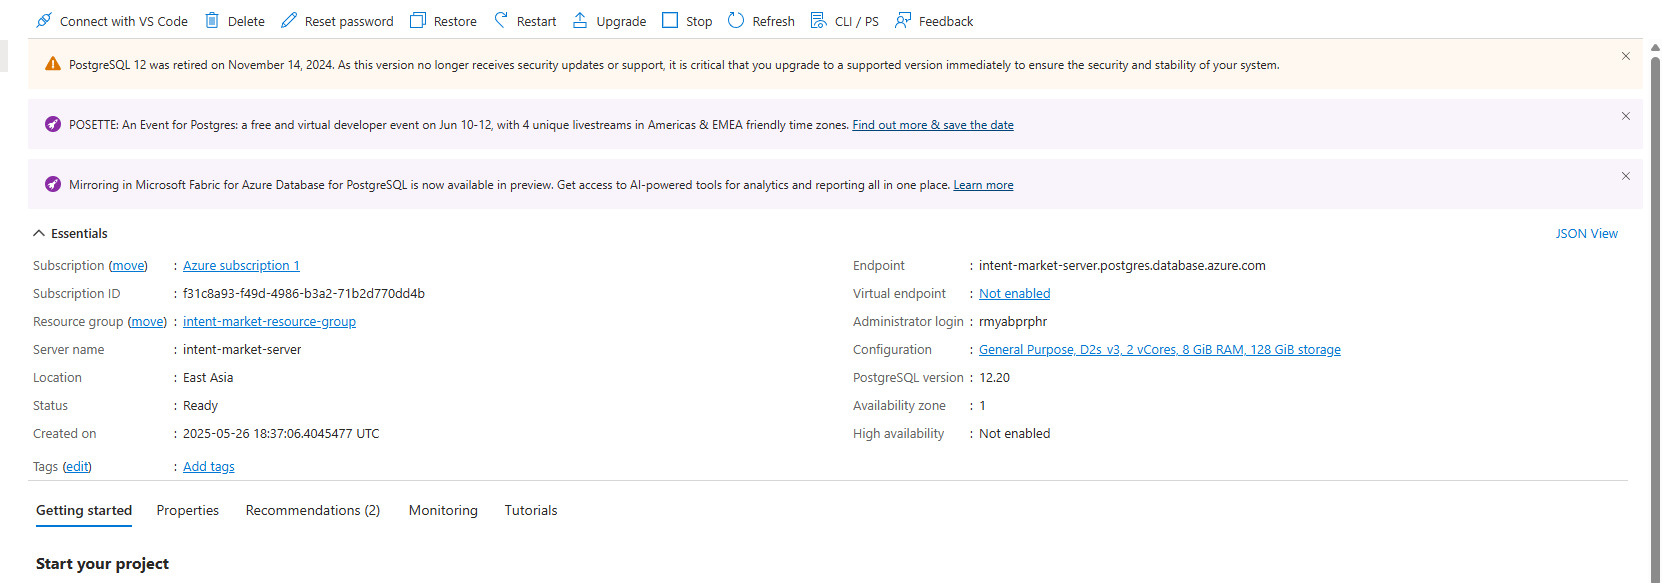 Connect with VS Code Delete Reset password Restore Restart Upgrade Stop Refresh CLI / PS Feedback
PostgreSQL 12 was retired on November 14, 2024. As this version no longer receives security updates or support, it is critical that you upgrade to a supported version immediately to ensure the security and stability of your system.
POSETTE: An Event for Postgres: a free and virtual developer event on Jun 10-12, with 4 unique livestreams in Americas & EMEA friendly time zones. Find out more & save the date
Mirroring in Microsoft Fabric for Azure Database for PostgreSQL is now available in preview. Get access to AI-powered tools for analytics and reporting all in one place. Learn more
Essentials JSON View
Subscription (move) : Azure subscription 1
Subscription ID : f31c8a93-f49d-4986-b3a2-71b2d770dd4b
Resource group (move) : intent-market-resource-group
Server name : intent-market-server
Location : East Asia
Status : Ready
Created on : 2025-05-26 18:37:06.4045477 UTC
Tags (edit) : Add tags
Endpoint : intent-market-server.postgres.database.azure.com
Virtual endpoint : Not enabled
Administrator login : rmyabprphr
Configuration : General Purpose, D2s_v3, 2 vCores, 8 GiB RAM, 128 GiB storage
PostgreSQL version : 12.20
Availability zone : 1
High availability : Not enabled
Getting started Properties Recommendations (2) Monitoring Tutorials
Start your project